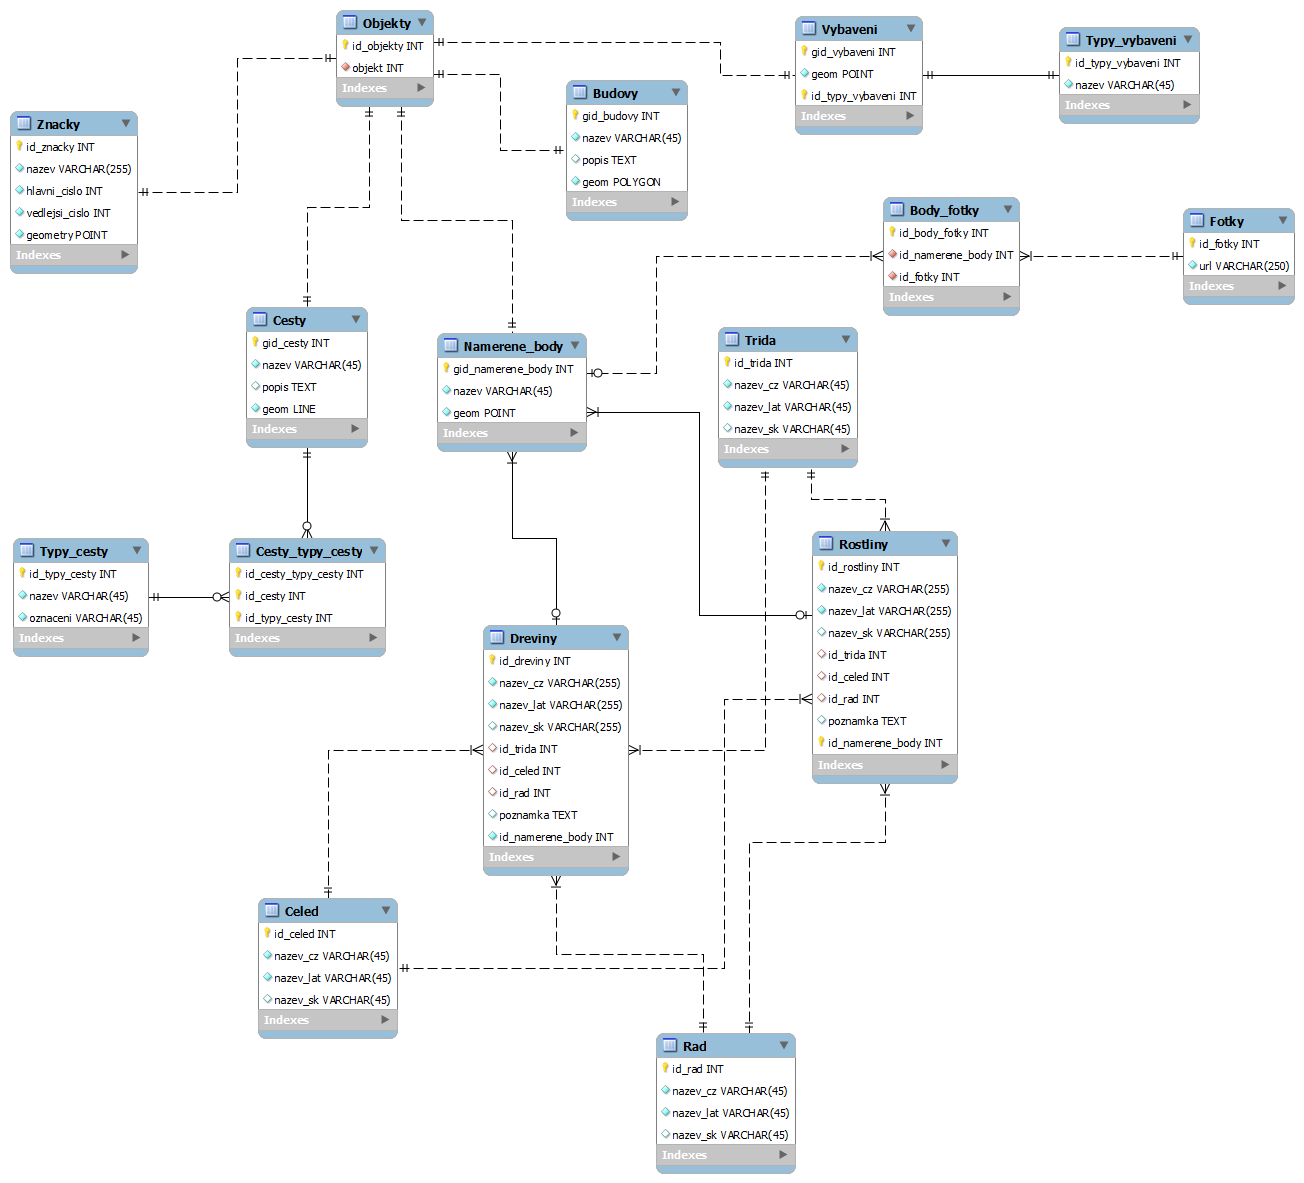 Objekty
id_objekty INT
objekt INT
Indexes
Vybaveni
gid_vybaveni INT
geom POINT
id_typy_vybaveni INT
Indexes
Typy_vybaveni
id_typy_vybaveni INT
nazev VARCHAR(45)
Indexes
Budovy
gid_budovy INT
nazev VARCHAR(45)
popis TEXT
geom POLYGON
Indexes
Znacky
id_znacky INT
nazev VARCHAR(255)
hlavni_cislo INT
vedlejsi_cislo INT
geometry POINT
Indexes
Body_fotky
id_body_fotky INT
id_namerene_body INT
id_fotky INT
Indexes
Fotky
id_fotky INT
url VARCHAR(250)
Indexes
Cesty
gid_cesty INT
nazev VARCHAR(45)
popis TEXT
geom LINE
Indexes
Namerene_body
gid_namerene_body INT
nazev VARCHAR(45)
geom POINT
Indexes
Trida
id_trida INT
nazev_cz VARCHAR(45)
nazev_lat VARCHAR(45)
nazev_sk VARCHAR(45)
Indexes
Typy_cesty
id_typy_cesty INT
nazev VARCHAR(45)
oznaceni VARCHAR(45)
Indexes
Cesty_typy_cesty
id_cesty_typy_cesty INT
id_cesty INT
id_typy_cesty INT
Indexes
Rostliny
id_rostliny INT
nazev_cz VARCHAR(255)
nazev_lat VARCHAR(255)
nazev_sk VARCHAR(255)
id_trida INT
id_celed INT
id_rad INT
poznamka TEXT
id_namerene_body INT
Indexes
Dreviny
id_dreviny INT
nazev_cz VARCHAR(255)
nazev_lat VARCHAR(255)
nazev_sk VARCHAR(255)
id_trida INT
id_celed INT
id_rad INT
poznamka TEXT
id_namerene_body INT
Indexes
Celed
id_celed INT
nazev_cz VARCHAR(45)
nazev_lat VARCHAR(45)
nazev_sk VARCHAR(45)
Indexes
Rad
id_rad INT
nazev_cz VARCHAR(45)
nazev_lat VARCHAR(45)
nazev_sk VARCHAR(45)
Indexes